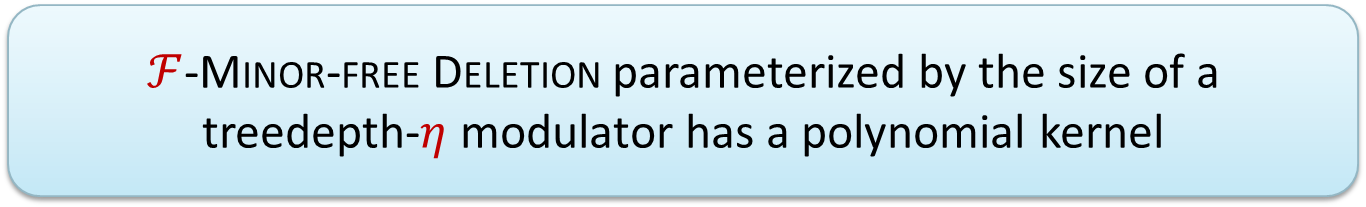 ℱ-MINOR-FREE DELETION parameterized by the size of a
treedepth-η modulator has a polynomial kernel